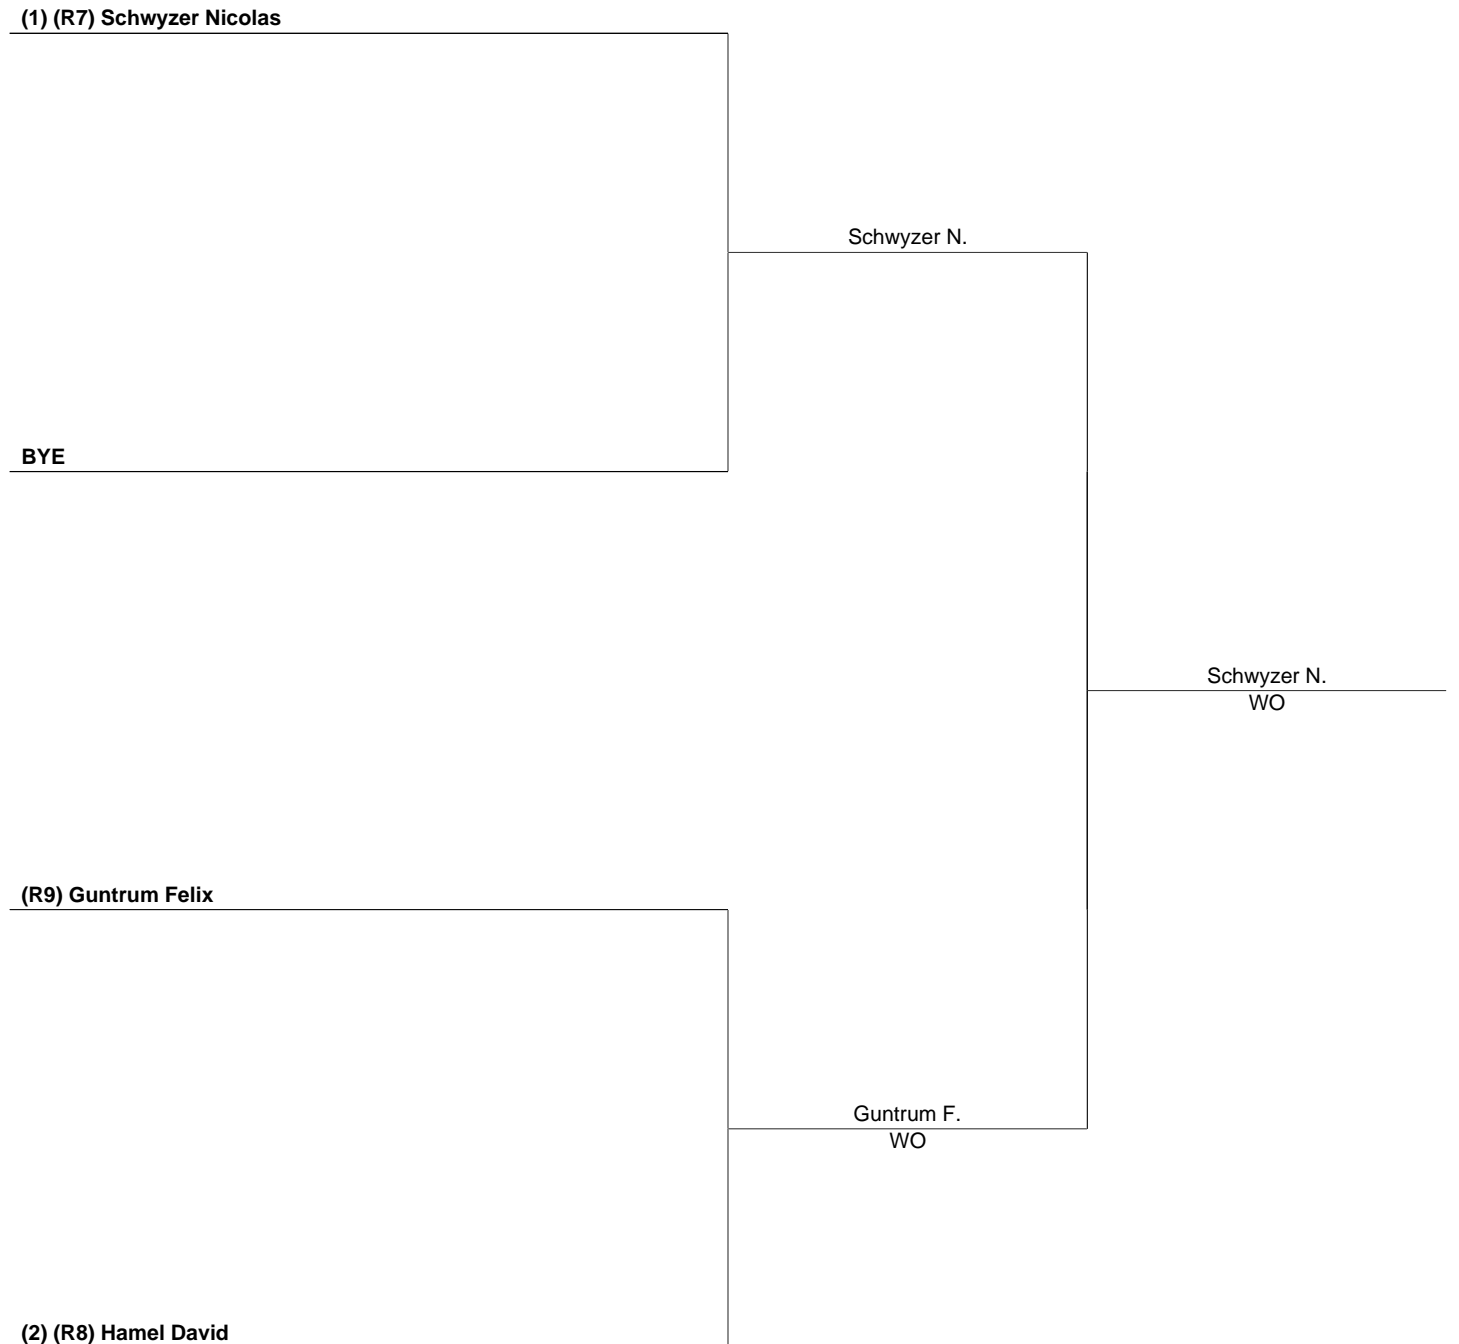 (1) (R7) Schwyzer Nicolas
Schwyzer N.
BYE
Schwyzer N.
WO
(R9) Guntrum Felix
Guntrum F.
WO
(2) (R8) Hamel David